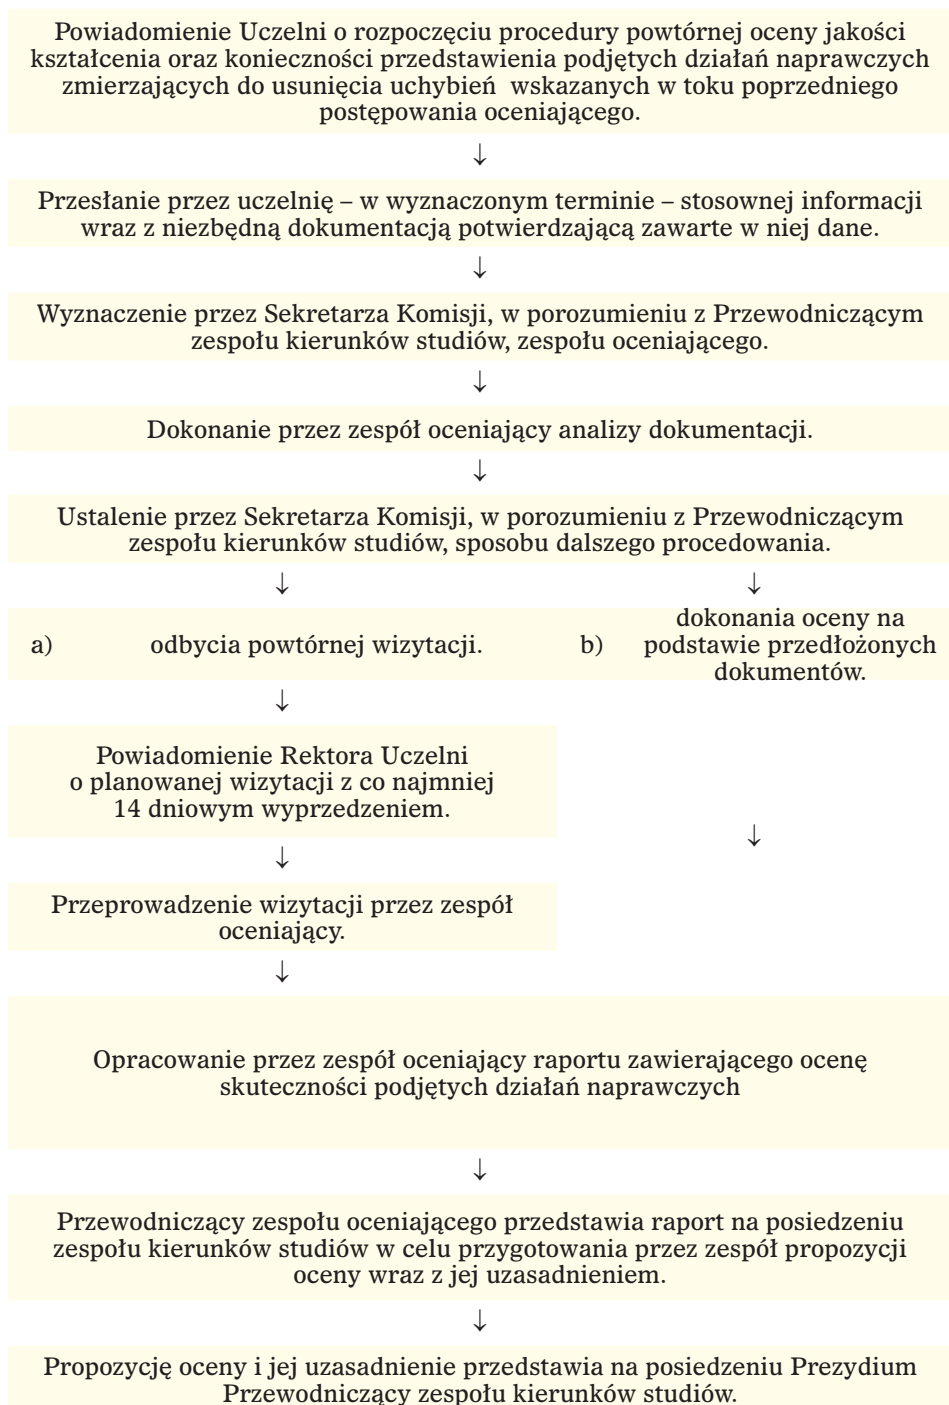 Powiadomienie Uczelni o rozpoczęciu procedury powtórnej oceny jakości
kształcenia oraz konieczności przedstawienia podjętych działań naprawczych
zmierzających do usunięcia uchybień wskazanych w toku poprzedniego
postępowania oceniającego.
↓
Przesłanie przez uczelnię – w wyznaczonym terminie – stosownej informacji
wraz z niezbędną dokumentacją potwierdzającą zawarte w niej dane.
↓
Wyznaczenie przez Sekretarza Komisji, w porozumieniu z Przewodniczącym
zespołu kierunków studiów, zespołu oceniającego.
↓
Dokonanie przez zespół oceniający analizy dokumentacji.
↓
Ustalenie przez Sekretarza Komisji, w porozumieniu z Przewodniczącym
zespołu kierunków studiów, sposobu dalszego procedowania.
↓ ↓
a) odbycia powtórnej wizytacji.
b) dokonania oceny na
podstawie przedłożonych
dokumentów.
↓
Powiadomienie Rektora Uczelni
o planowanej wizytacji z co najmniej
14 dniowym wyprzedzeniem.
↓
↓
Przeprowadzenie wizytacji przez zespół
oceniający.
↓
Opracowanie przez zespół oceniający raportu zawierającego ocenę
skuteczności podjętych działań naprawczych
↓
Przewodniczący zespołu oceniającego przedstawia raport na posiedzeniu
zespołu kierunków studiów w celu przygotowania przez zespół propozycji
oceny wraz z jej uzasadnieniem.
↓
Propozycję oceny i jej uzasadnienie przedstawia na posiedzeniu Prezydium
Przewodniczący zespołu kierunków studiów.